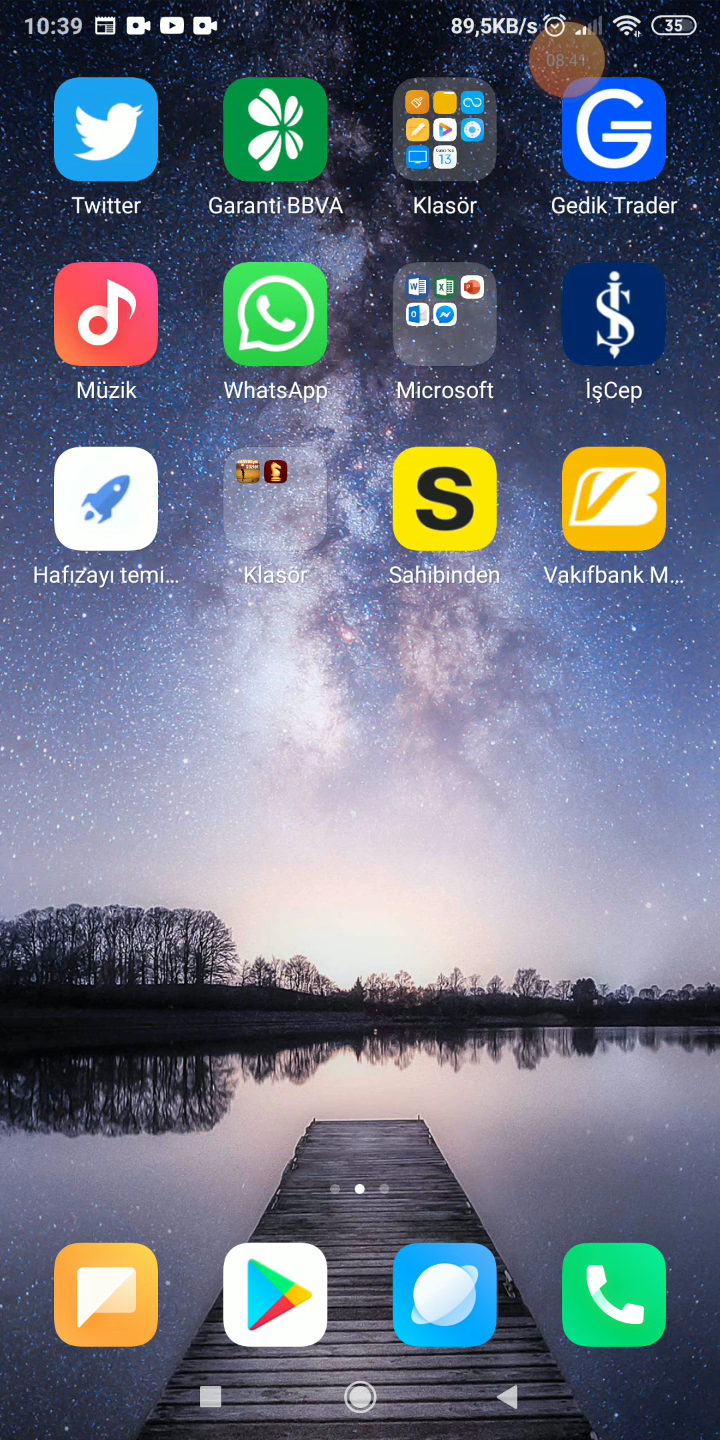 10:39
89,5KB/s
35
08:41
Twitter
Garanti BBVA
Klasör
Gedik Trader
13
Müzik
WhatsApp
Microsoft
İşCep
Hafızayı temi...
Klasör
S
Sahibinden
Vakıfbank M...